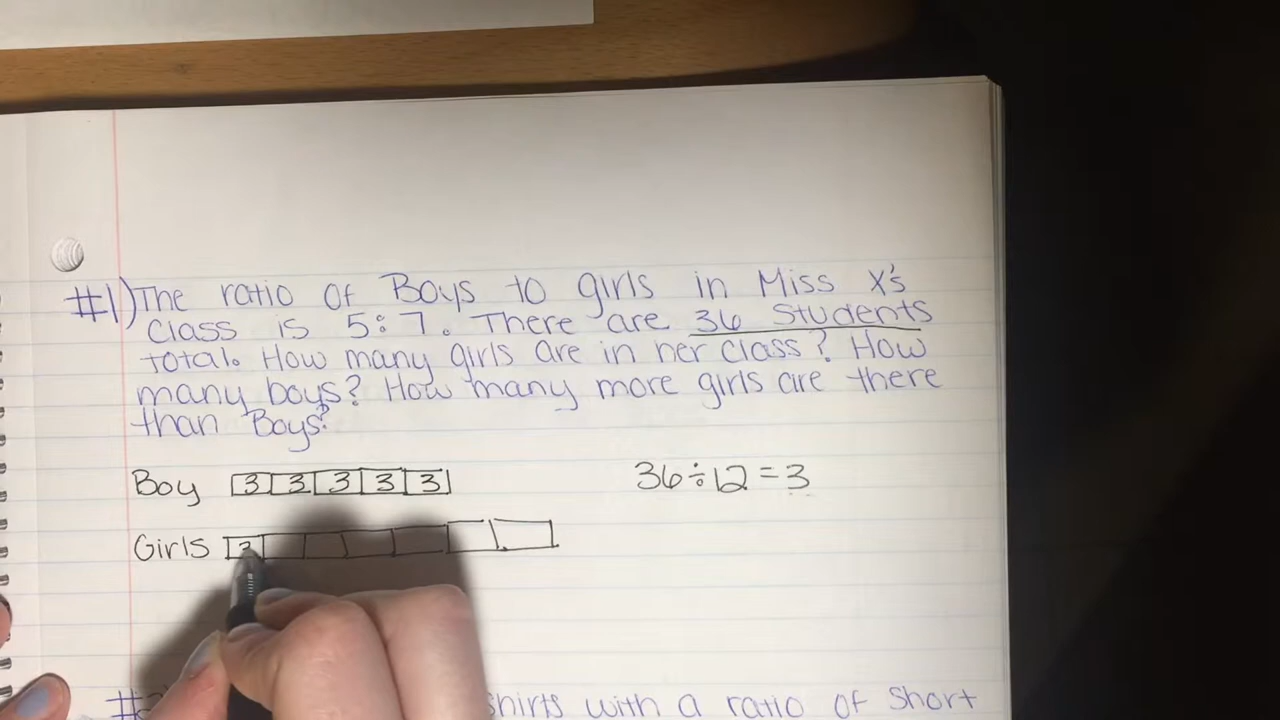 #1) The ratio of Boys to girls in Miss X's
class is 5:7. There are 36 Students
total. How many girls are in her class? How
many boys? How many more girls are there
than Boys?
Boy 3 3 3 3 3 36÷12=3
Girls 3
shirts with a ratio of short